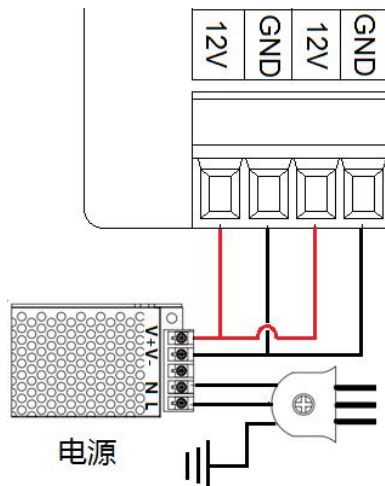 12V GND 12V GND
V+ V- N L
电源